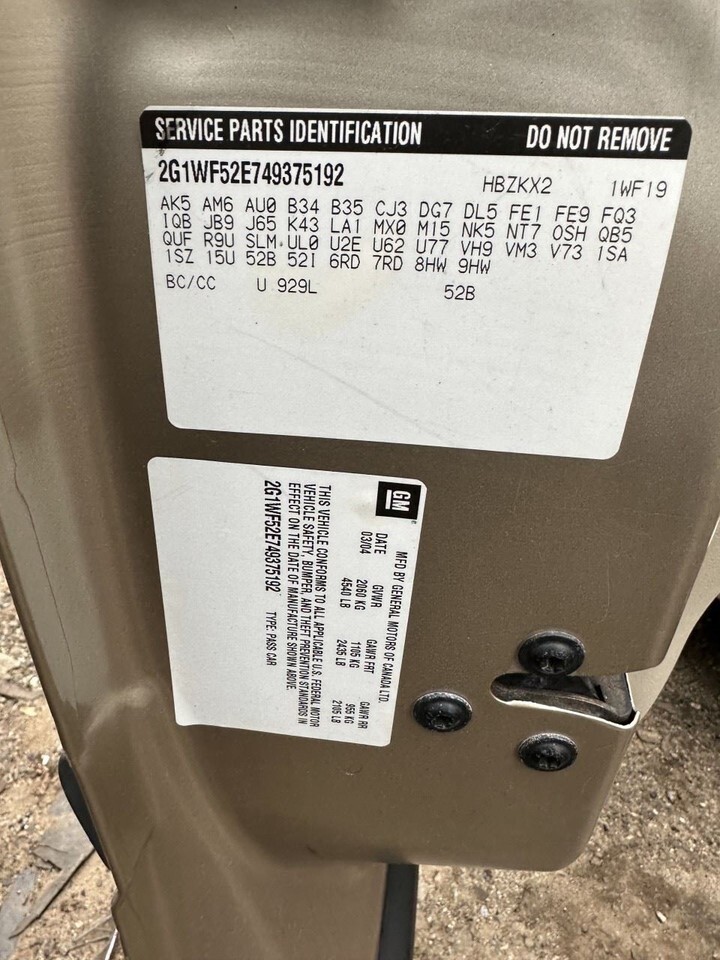 SERVICE PARTS IDENTIFICATION DO NOT REMOVE
2G1WF52E749375192 HBZKX2 1WF19
AK5 AM6 AU0 B34 B35 CJ3 DG7 DL5 FE1 FE9 FQ3
IQB JB9 J65 K43 LA1 MX0 M15 NK5 NT7 OSH QB5
QUF R9U SLM UL0 U2E U62 U77 VH9 VM3 V73 1SA
1SZ 15U 52B 52I 6RD 7RD 8HW 9HW
BC/CC U 929L 52B
GM
MFD BY GENERAL MOTORS OF CANADA LTD.
DATE GVWR GAWR FRT GAWR RR
03/04 2060 KG 1105 KG 955 KG
4540 LB 2435 LB 2105 LB
THIS VEHICLE CONFORMS TO ALL APPLICABLE U.S. FEDERAL MOTOR
VEHICLE SAFETY, BUMPER, AND THEFT PREVENTION STANDARDS IN
EFFECT ON THE DATE OF MANUFACTURE SHOWN ABOVE.
2G1WF52E749375192 TYPE: PASS CAR